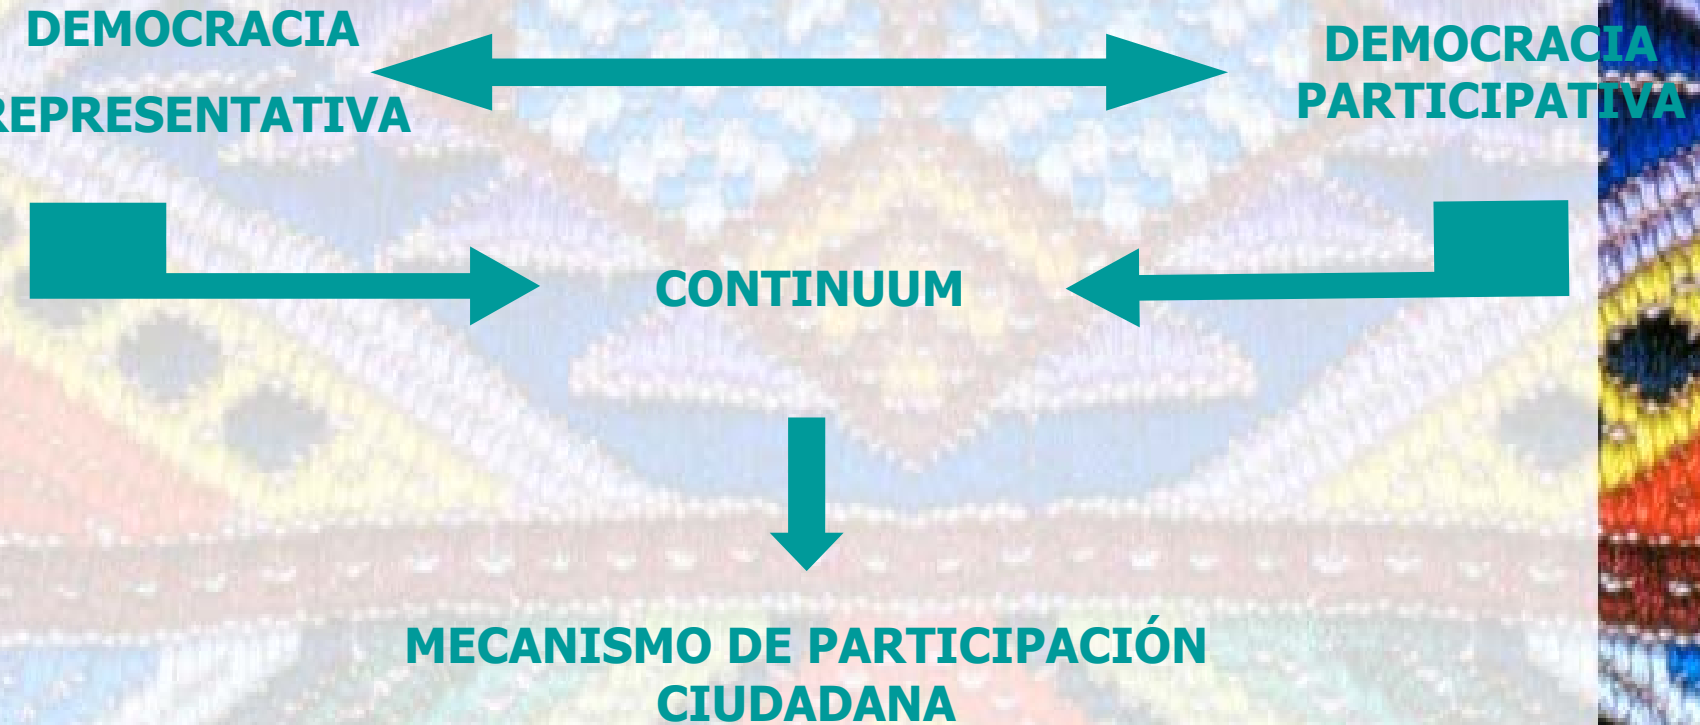 DEMOCRACIA
REPRESENTATIVA
DEMOCRACIA
PARTICIPATIVA
CONTINUUM
MECANISMO DE PARTICIPACIÓN
CIUDADANA